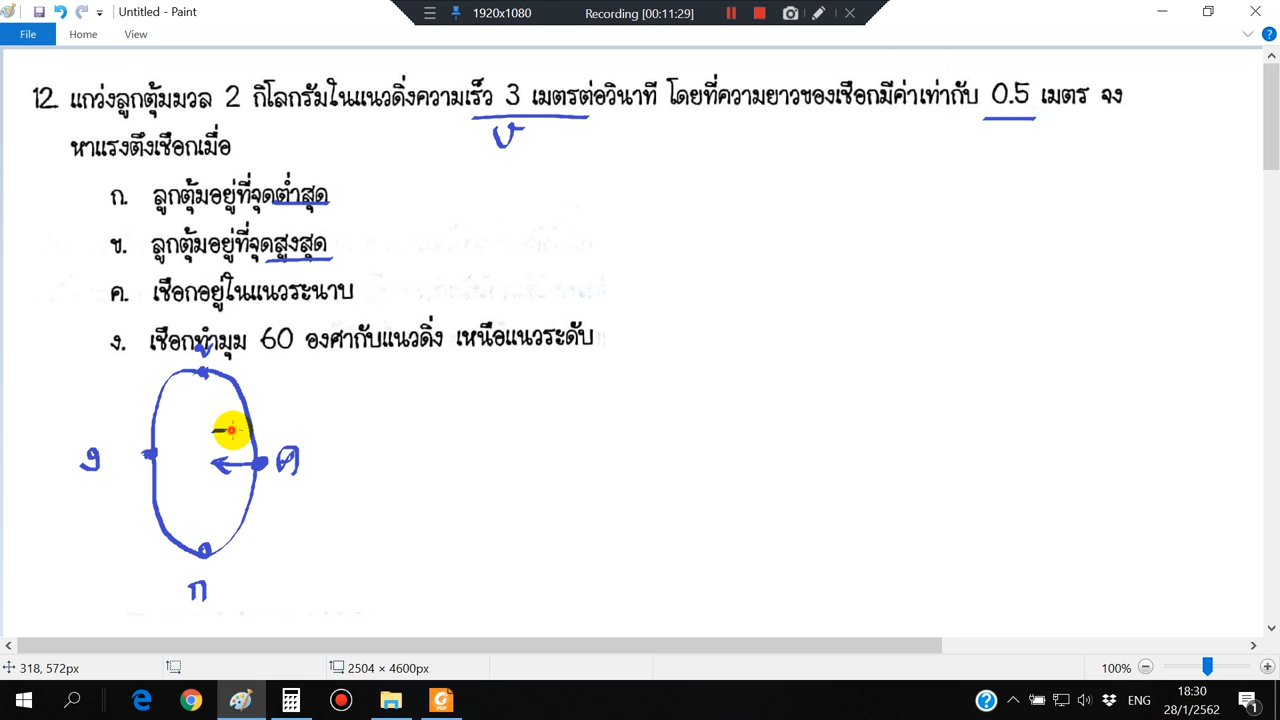 Untitled - Paint
1920x1080
Recording [00:11:29]
File
Home
View
12. แกว่งลูกตุ้มมวล 2 กิโลกรัมในแนวดิ่งความเร็ว 3 เมตรต่อวินาที โดยที่ความยาวของเชือกมีค่าเท่ากับ 0.5 เมตร จง
v
หาแรงตึงเชือกเมื่อ
ก. ลูกตุ้มอยู่ที่จุดต่ำสุด
ข. ลูกตุ้มอยู่ที่จุดสูงสุด
ค. เชือกอยู่ในแนวระนาบ
ง. เชือกทำมุม 60 องศากับแนวดิ่ง เหนือแนวระดับ
ข
ง
ค
ก
318, 572px
2504 × 4600px
100%
ENG
18:30
28/1/2562
1